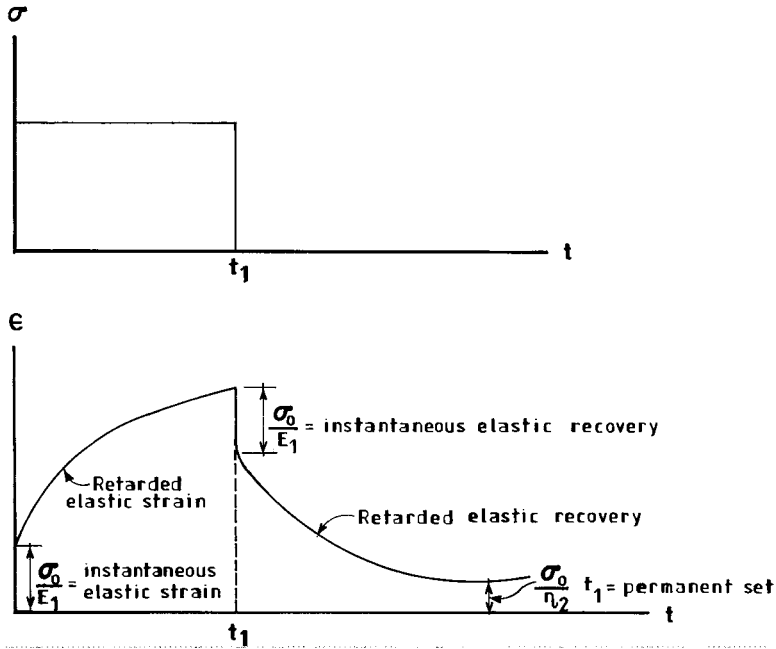 σ
t
t₁
ϵ
σ₀/E₁ = instantaneous elastic recovery
Retarded
elastic strain
Retarded elastic recovery
σ₀/E₁ = instantaneous
elastic strain
σ₀/η₂ t₁ = permanent set
t
t₁